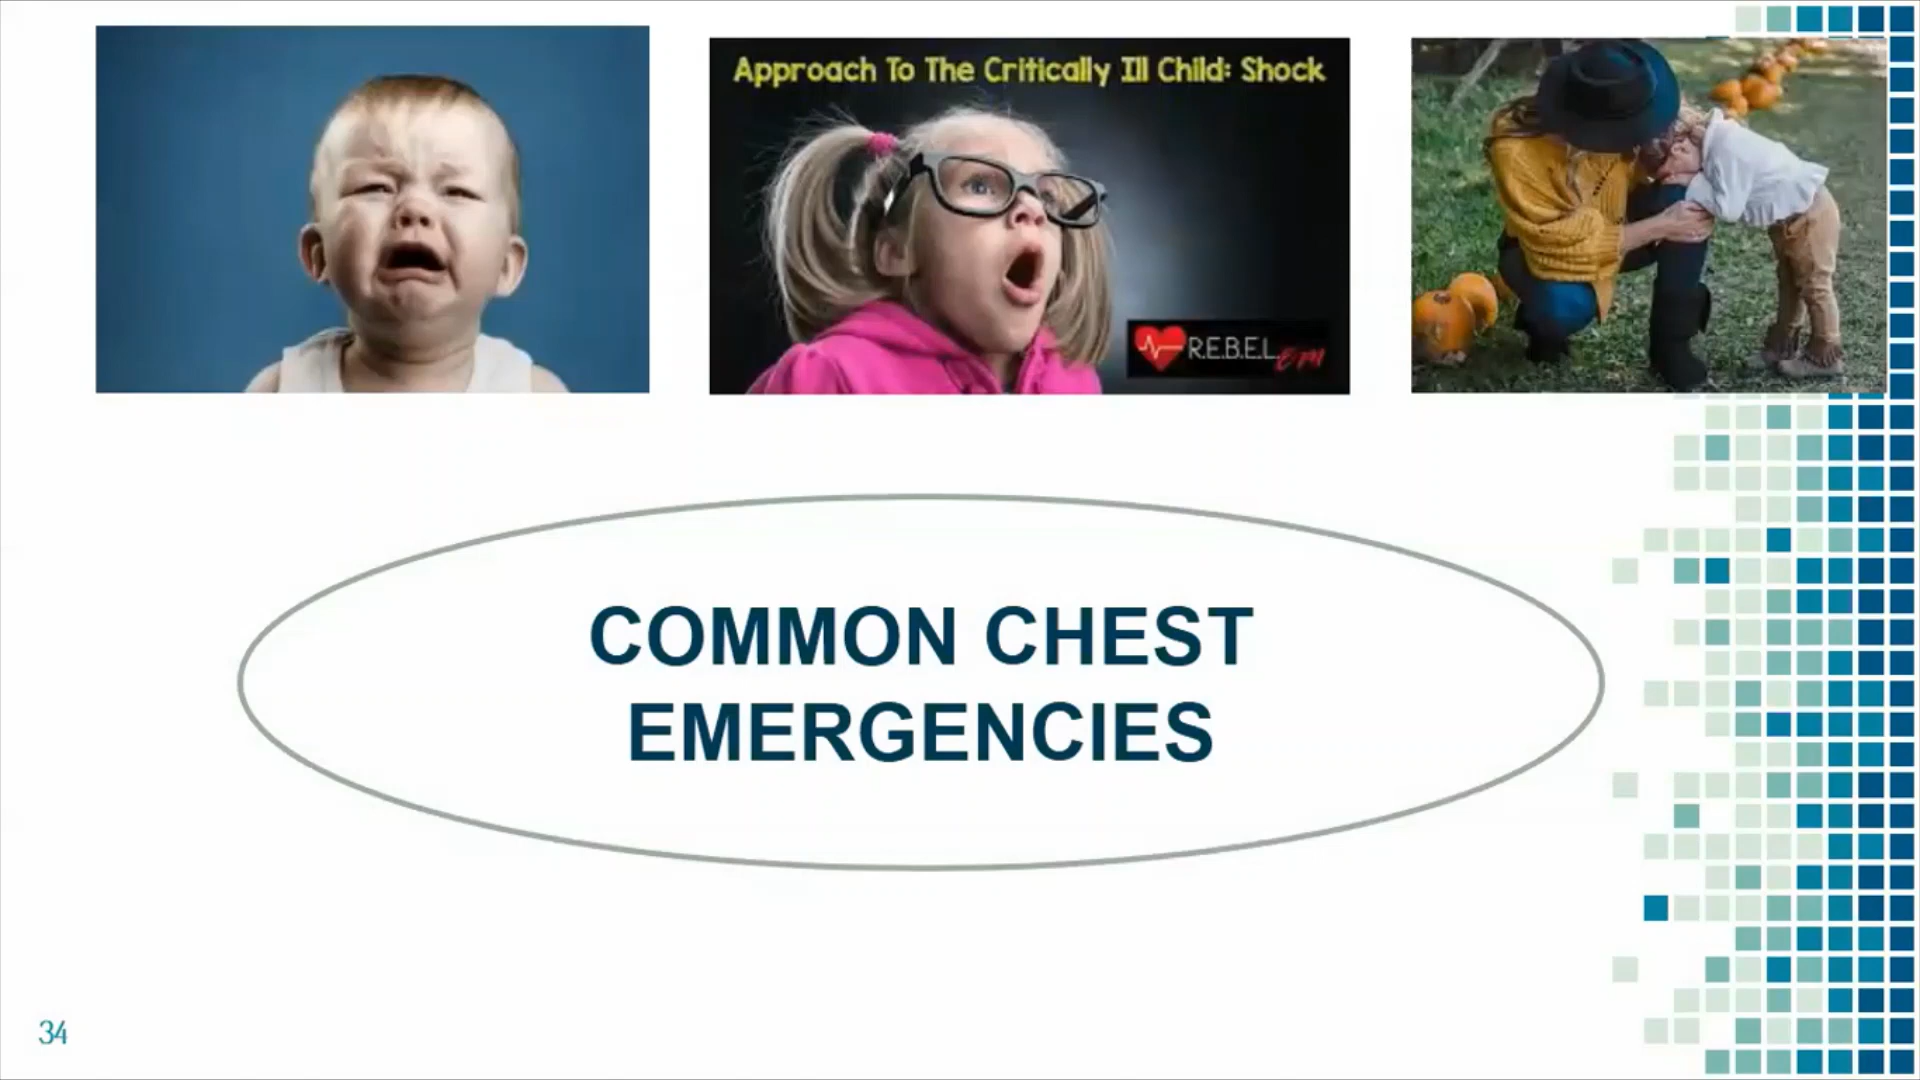 Approach To The Critically Ill Child: Shock
R.E.B.E.L. EM
COMMON CHEST
EMERGENCIES
34